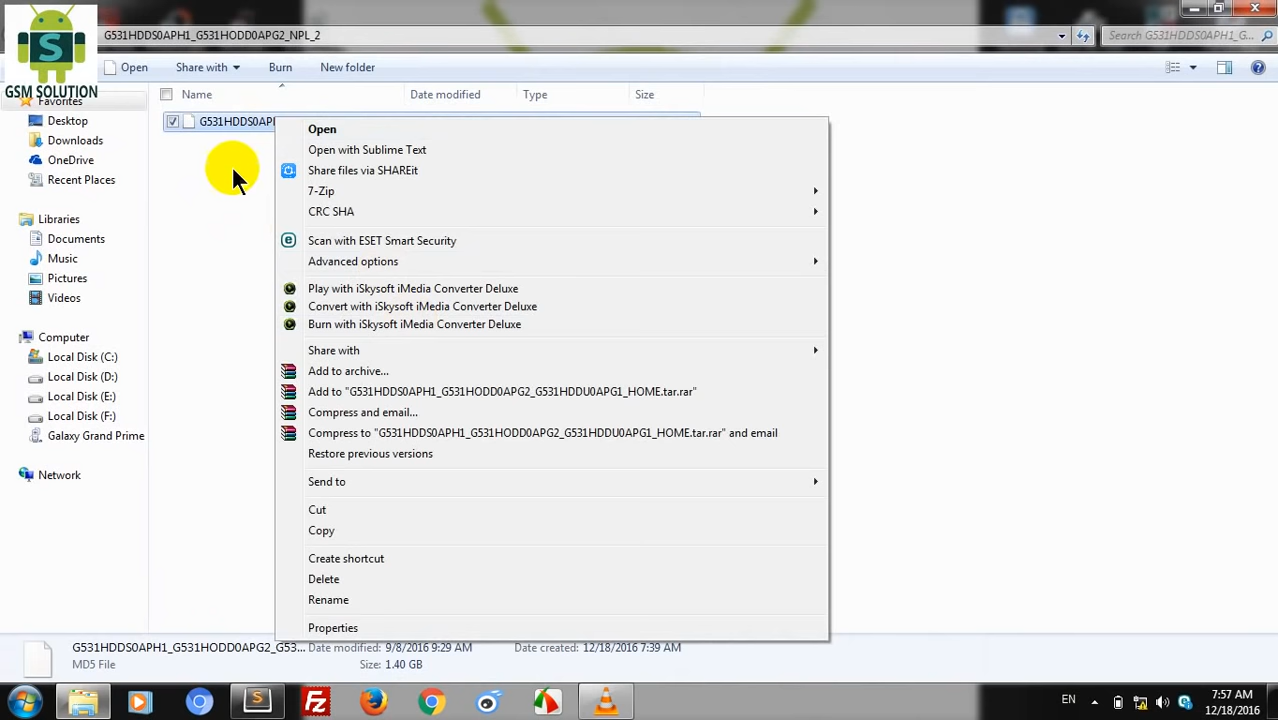 G531HDDS0APH1_G531HODD0APG2_NPL_2
Search G531HDDS0APH1_G...
S
GSM SOLUTION
Open
Share with
Burn
New folder
Name
Date modified
Type
Size
Favorites
Desktop
Downloads
OneDrive
Recent Places
Libraries
Documents
Music
Pictures
Videos
Computer
Local Disk (C:)
Local Disk (D:)
Local Disk (E:)
Local Disk (F:)
Galaxy Grand Prime
Network
G531HDDS0AP
Open
Open with Sublime Text
Share files via SHAREit
7-Zip
CRC SHA
Scan with ESET Smart Security
Advanced options
Play with iSkysoft iMedia Converter Deluxe
Convert with iSkysoft iMedia Converter Deluxe
Burn with iSkysoft iMedia Converter Deluxe
Share with
Add to archive...
Add to "G531HDDS0APH1_G531HODD0APG2_G531HDDU0APG1_HOME.tar.rar"
Compress and email...
Compress to "G531HDDS0APH1_G531HODD0APG2_G531HDDU0APG1_HOME.tar.rar" and email
Restore previous versions
Send to
Cut
Copy
Create shortcut
Delete
Rename
Properties
G531HDDS0APH1_G531HODD0APG2_G53... Date modified: 9/8/2016 9:29 AM Date created: 12/18/2016 7:39 AM
MD5 File Size: 1.40 GB
EN
7:57 AM
12/18/2016